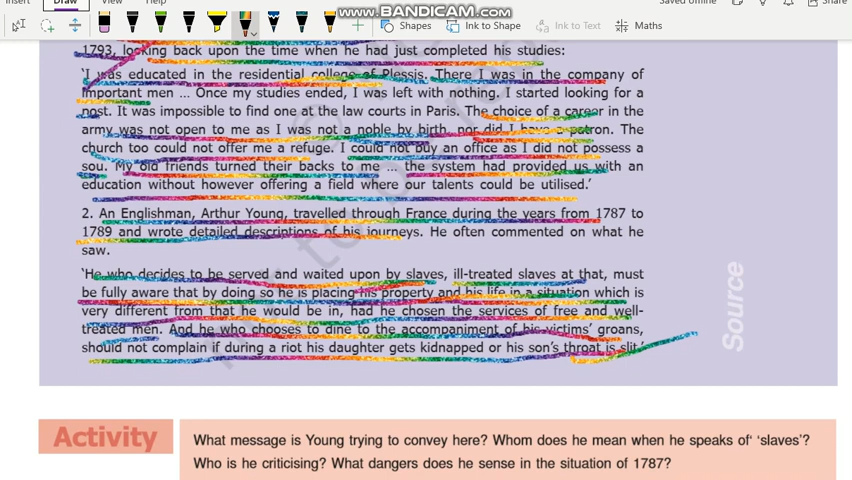 Insert Draw View Help Saved offline
www.BANDICAM.com
Shapes Ink to Shape Ink to Text Maths
1793, looking back upon the time when he had just completed his studies:
'I was educated in the residential college of Plessis. There I was in the company of
important men ... Once my studies ended, I was left with nothing. I started looking for a
post. It was impossible to find one at the law courts in Paris. The choice of a career in the
army was not open to me as I was not a noble by birth, nor did I have a patron. The
church too could not offer me a refuge. I could not buy an office as I did not possess a
sou. My old friends turned their backs to me ... the system had provided us with an
education without however offering a field where our talents could be utilised.'
2. An Englishman, Arthur Young, travelled through France during the years from 1787 to
1789 and wrote detailed descriptions of his journeys. He often commented on what he
saw.
'He who decides to be served and waited upon by slaves, ill-treated slaves at that, must
be fully aware that by doing so he is placing his property and his life in a situation which is
very different from that he would be in, had he chosen the services of free and well-
treated men. And he who chooses to dine to the accompaniment of his victims' groans,
should not complain if during a riot his daughter gets kidnapped or his son's throat is slit.'
Source
Activity
What message is Young trying to convey here? Whom does he mean when he speaks of' 'slaves'?
Who is he criticising? What dangers does he sense in the situation of 1787?